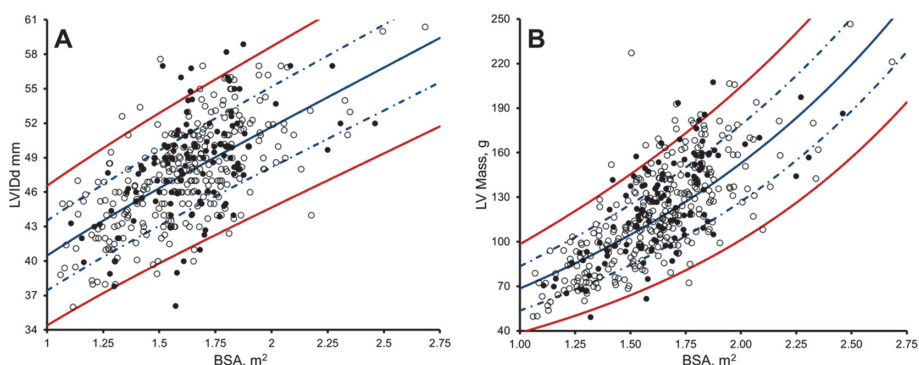 A
LVIDd mm
61
58
55
52
49
46
43
40
37
34
1 1.25 1.5 1.75 2 2.25 2.5 2.75
BSA, m²
B
LV Mass, g
250
220
190
160
130
100
70
40
1.00 1.25 1.50 1.75 2.00 2.25 2.50 2.75
BSA, m²